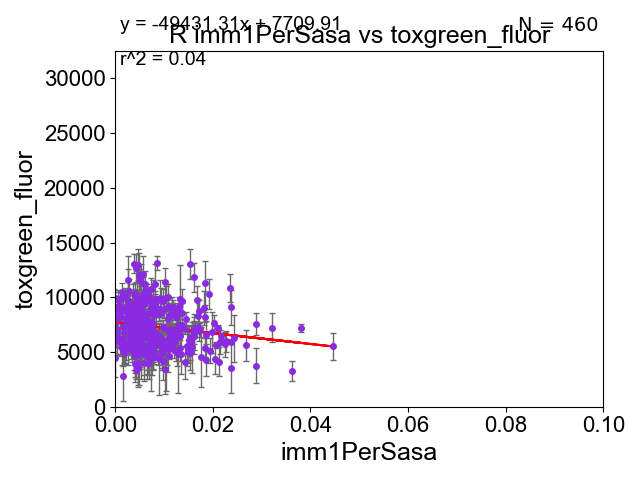 y = -49431.31x + 7709.91
N = 460
R imm1PerSasa vs toxgreen_fluor
r^2 = 0.04
30000
25000
20000
15000
10000
5000
0
toxgreen_fluor
0.00 0.02 0.04 0.06 0.08 0.10
imm1PerSasa